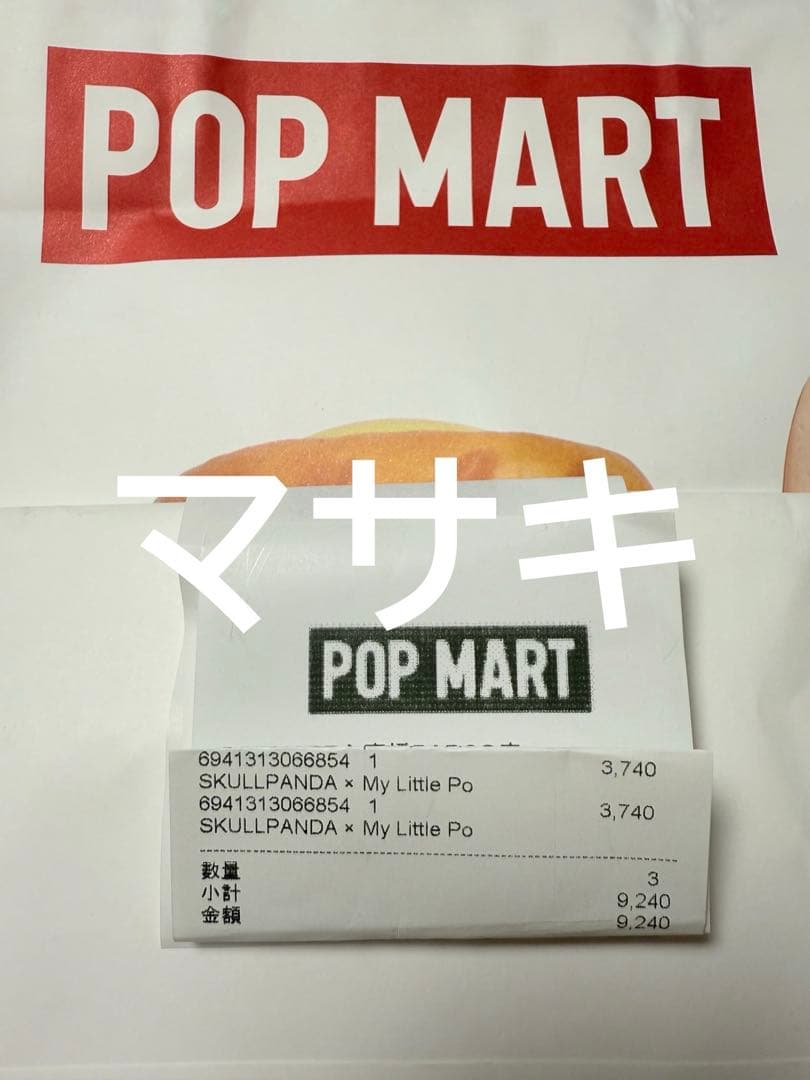 POP MART
マサキ
POP MART
6941313066854 1 3,740
SKULLPANDA × My Little Po
6941313066854 1 3,740
SKULLPANDA × My Little Po
數量 3
小計 9,240
金額 9,240